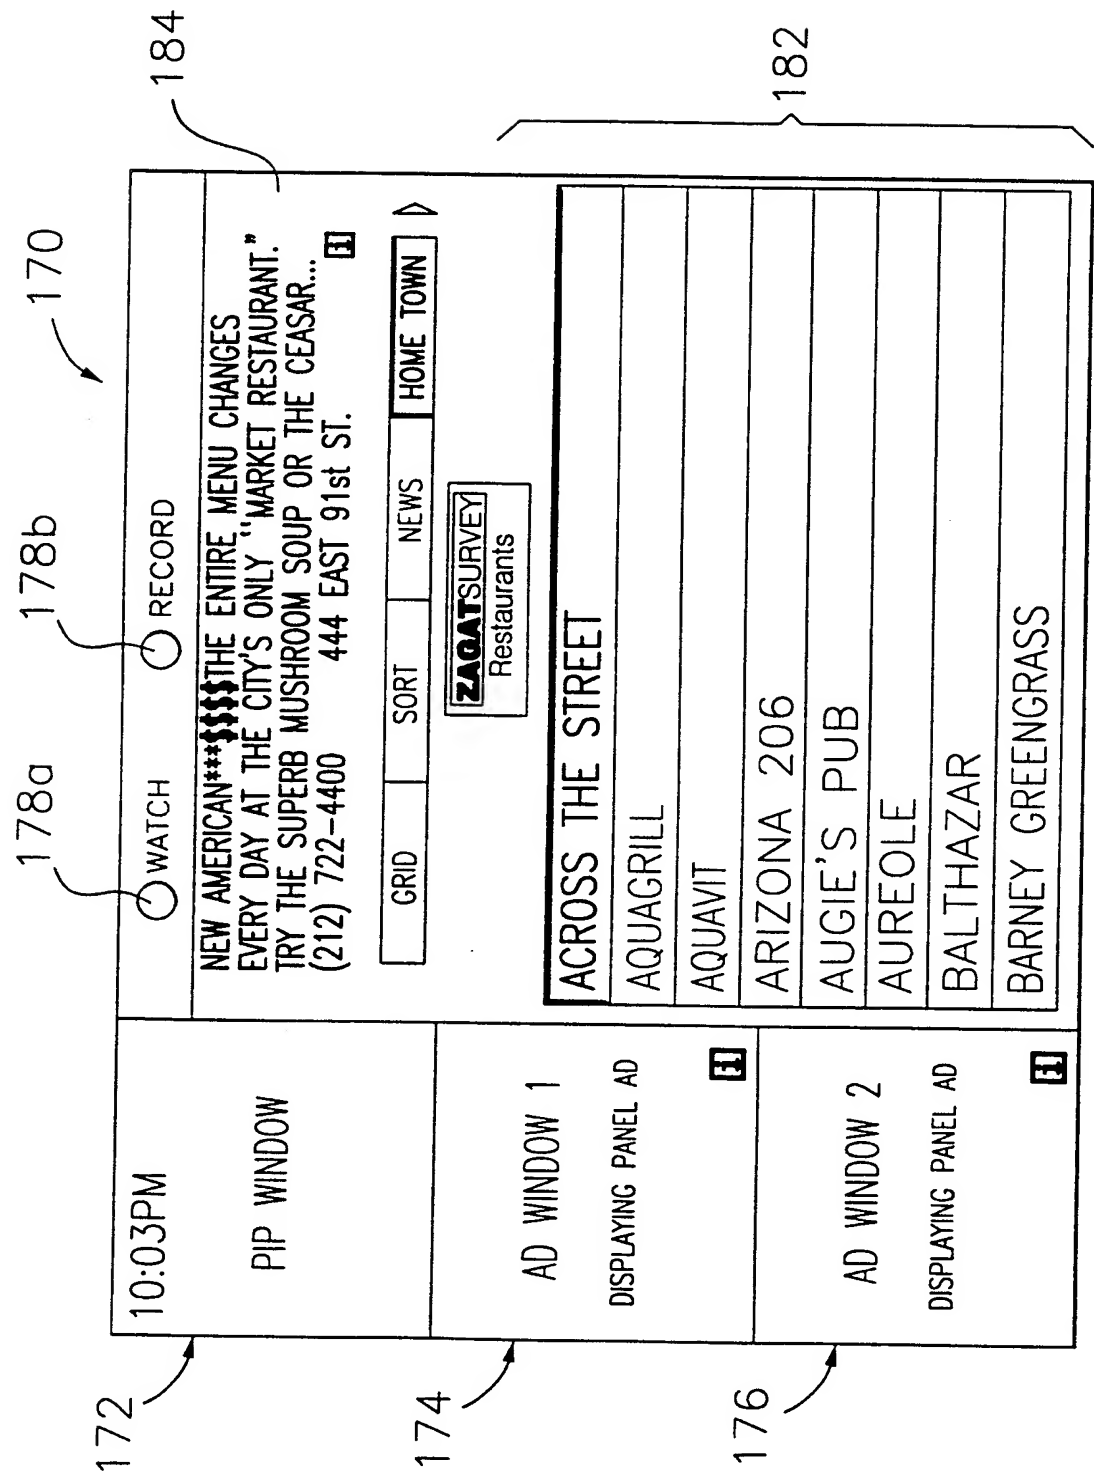 170
178a
178b
184
WATCH
RECORD
10:03PM
PIP WINDOW
172
NEW AMERICAN***$$$$THE ENTIRE MENU CHANGES
EVERY DAY AT THE CITY'S ONLY "MARKET RESTAURANT."
TRY THE SUPERB MUSHROOM SOUP OR THE CEASAR...
(212) 722-4400 444 EAST 91st ST. i
GRID SORT NEWS HOME TOWN
ZAGATSURVEY
Restaurants
AD WINDOW 1
DISPLAYING PANEL AD
i
174
ACROSS THE STREET
AQUAGRILL
AQUAVIT
ARIZONA 206
AUGIE'S PUB
AUREOLE
BALTHAZAR
BARNEY GREENGRASS
182
AD WINDOW 2
DISPLAYING PANEL AD
i
176